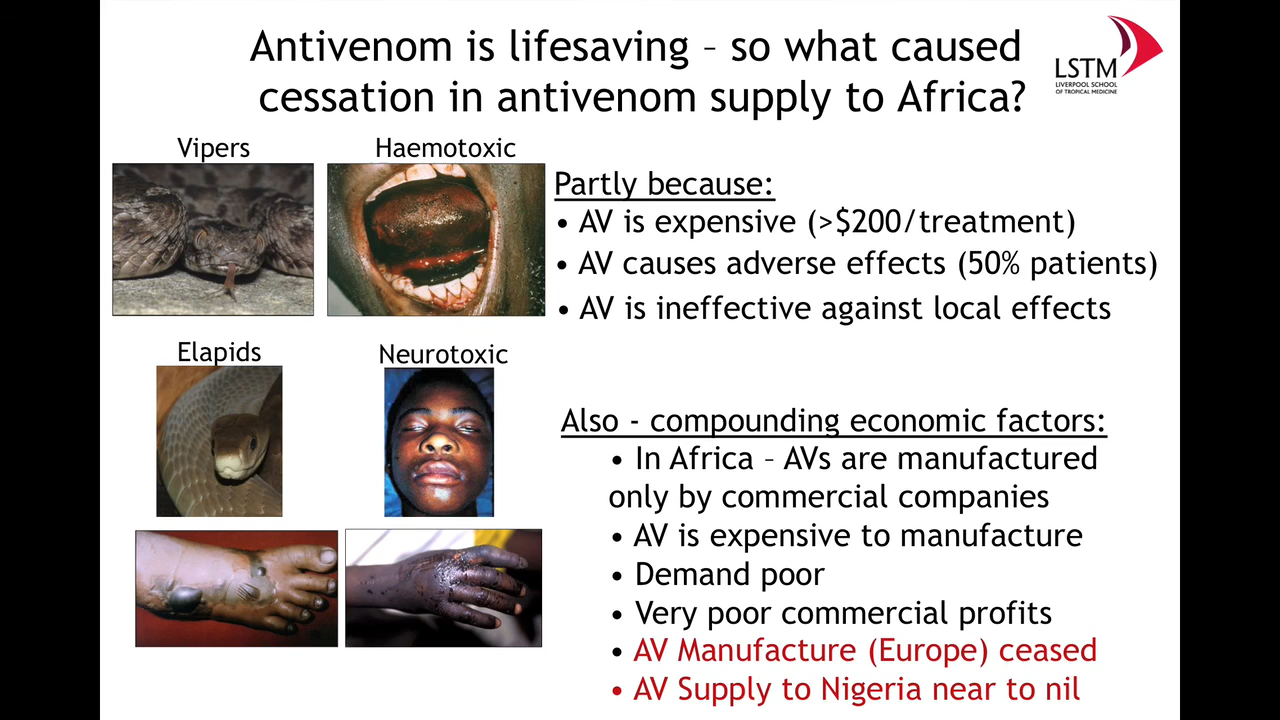 Antivenom is lifesaving – so what caused
cessation in antivenom supply to Africa?
LSTM
LIVERPOOL SCHOOL
OF TROPICAL MEDICINE
Vipers
Haemotoxic
Partly because:
• AV is expensive (>$200/treatment)
• AV causes adverse effects (50% patients)
• AV is ineffective against local effects
Elapids
Neurotoxic
Also - compounding economic factors:
• In Africa – AVs are manufactured
only by commercial companies
• AV is expensive to manufacture
• Demand poor
• Very poor commercial profits
• AV Manufacture (Europe) ceased
• AV Supply to Nigeria near to nil